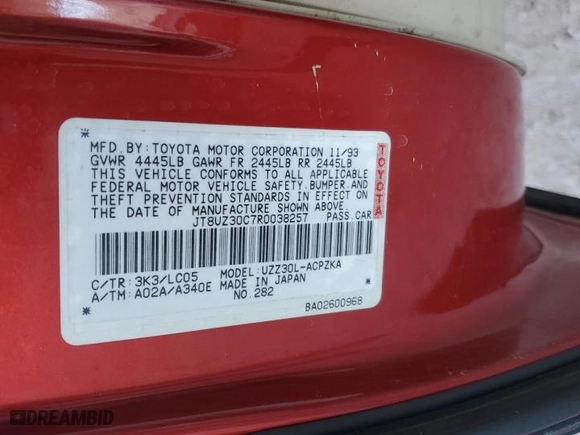 MFD.BY:TOYOTA MOTOR CORPORATION 11/93
GVWR 4445LB GAWR FR 2445LB RR 2445LB
THIS VEHICLE CONFORMS TO ALL APPLICABLE
FEDERAL MOTOR VEHICLE SAFETY,BUMPER,AND
THEFT PREVENTION STANDARDS IN EFFECT ON
THE DATE OF MANUFACTURE SHOWN ABOVE.
JT8UZ30C7R0038257 PASS.CAR
TOYOTA
C/TR: 3K3/LC05 MODEL:UZZ30L-ACPZKA
A/TM: A02A/A340E MADE IN JAPAN
NO.282
BA02600968
DREAMBID